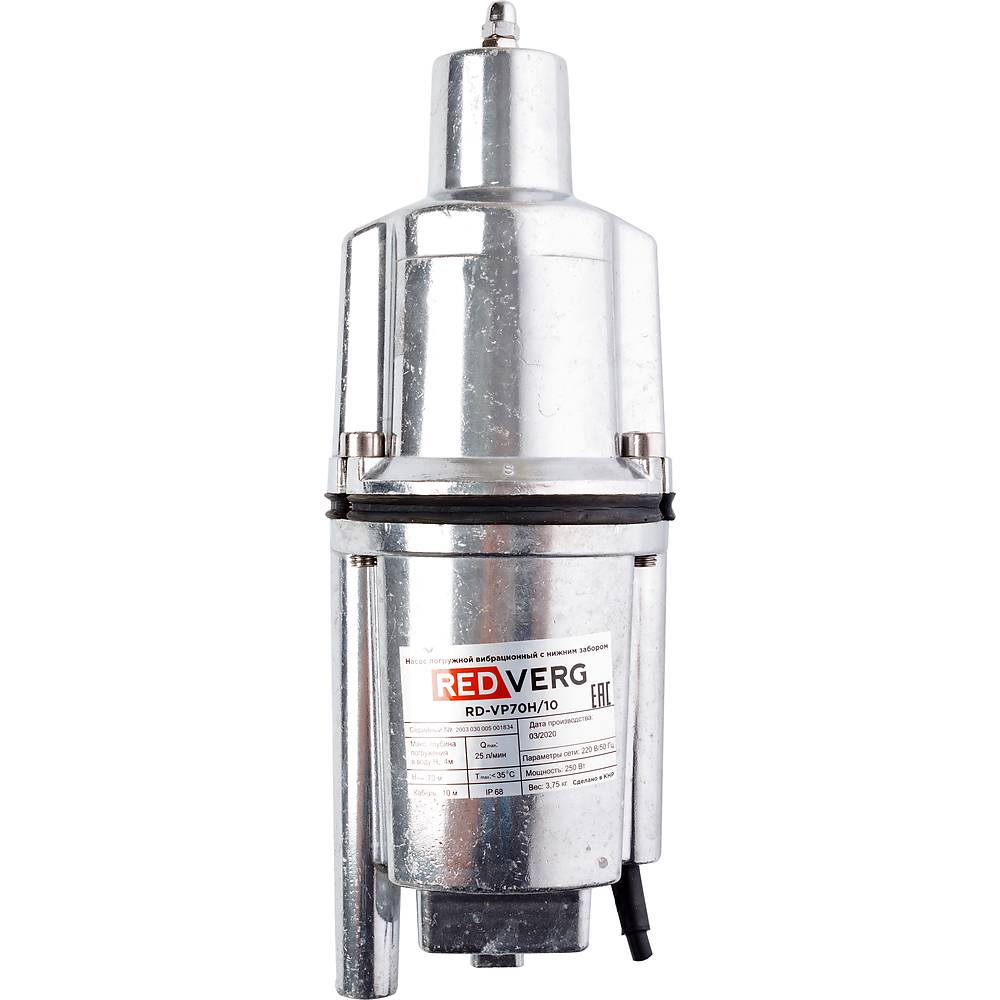 S
Насос погружной вибрационный с нижним забором
REDVERG
RD-VP70H/10
EAC
Серийный №: 2003 030 005 001834
Дата производства:
03/2020
Макс. глубина
погружения
в воду H, 4м
Q max:
25 л/мин
Параметры сети: 220 В/50 Гц
70 м
T max: <35°C
Мощность: 250 Вт
Кабель: 10 м
IP 68
Вес: 3,75 кг Сделано в КНР